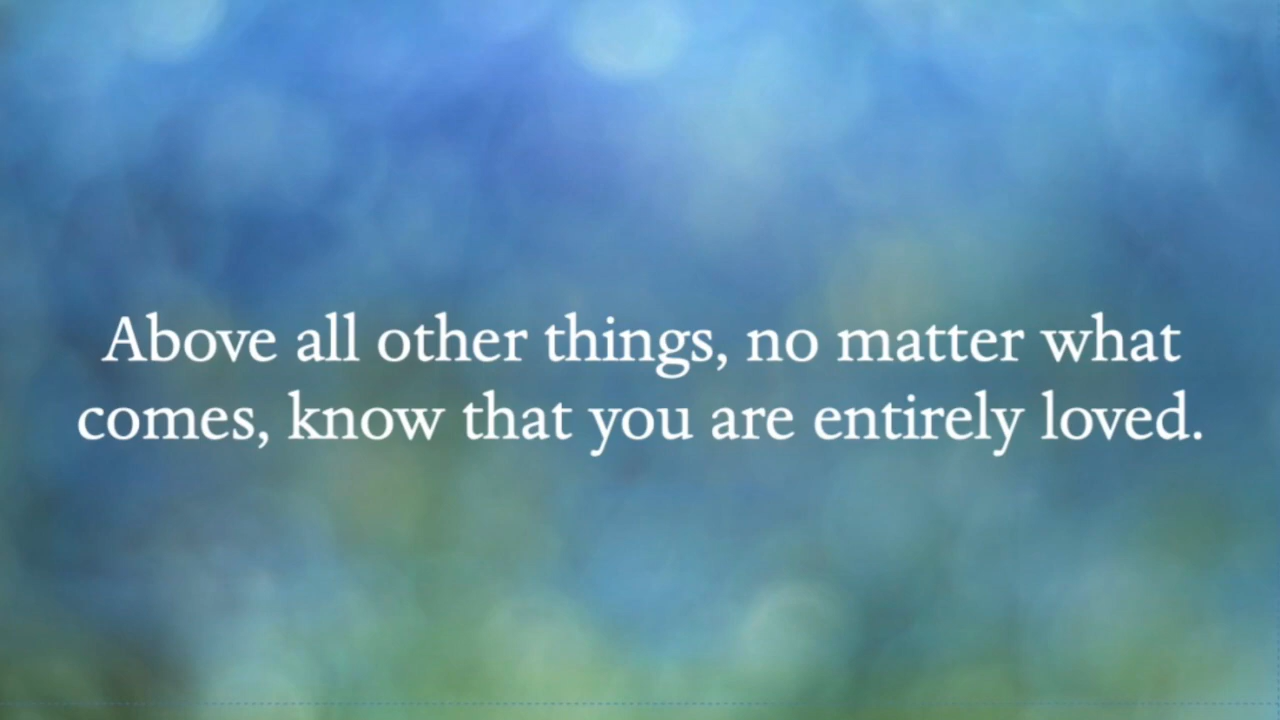 Above all other things, no matter what
comes, know that you are entirely loved.